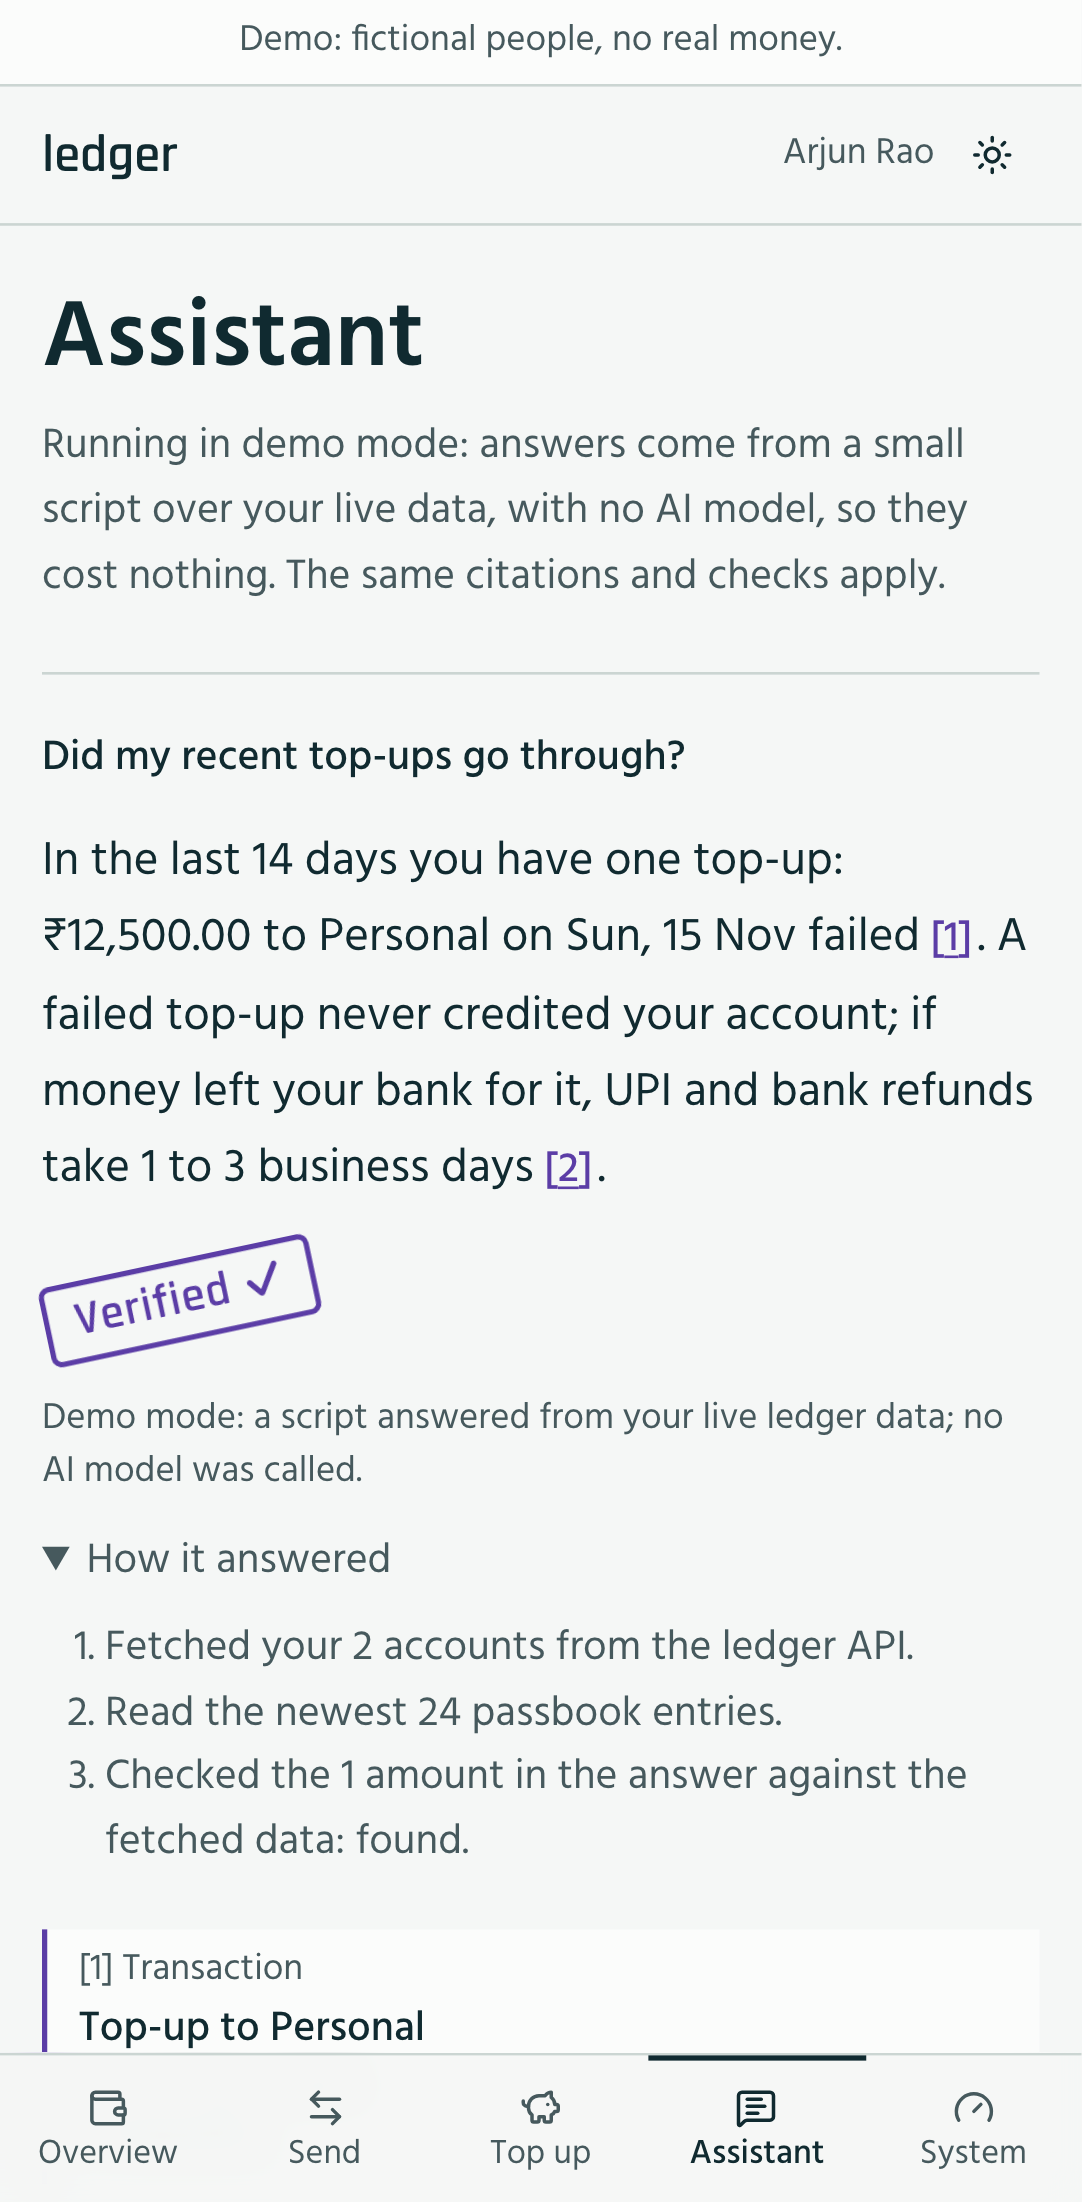 Demo: fictional people, no real money.
ledger
Arjun Rao
Assistant
Running in demo mode: answers come from a small
script over your live data, with no AI model, so they
cost nothing. The same citations and checks apply.
Did my recent top-ups go through?
In the last 14 days you have one top-up:
₹12,500.00 to Personal on Sun, 15 Nov failed [1]. A
failed top-up never credited your account; if
money left your bank for it, UPI and bank refunds
take 1 to 3 business days [2].
Verified ✓
Demo mode: a script answered from your live ledger data; no
AI model was called.
▼ How it answered
1. Fetched your 2 accounts from the ledger API.
2. Read the newest 24 passbook entries.
3. Checked the 1 amount in the answer against the
fetched data: found.
[1] Transaction
Top-up to Personal
Overview
Send
Top up
Assistant
System